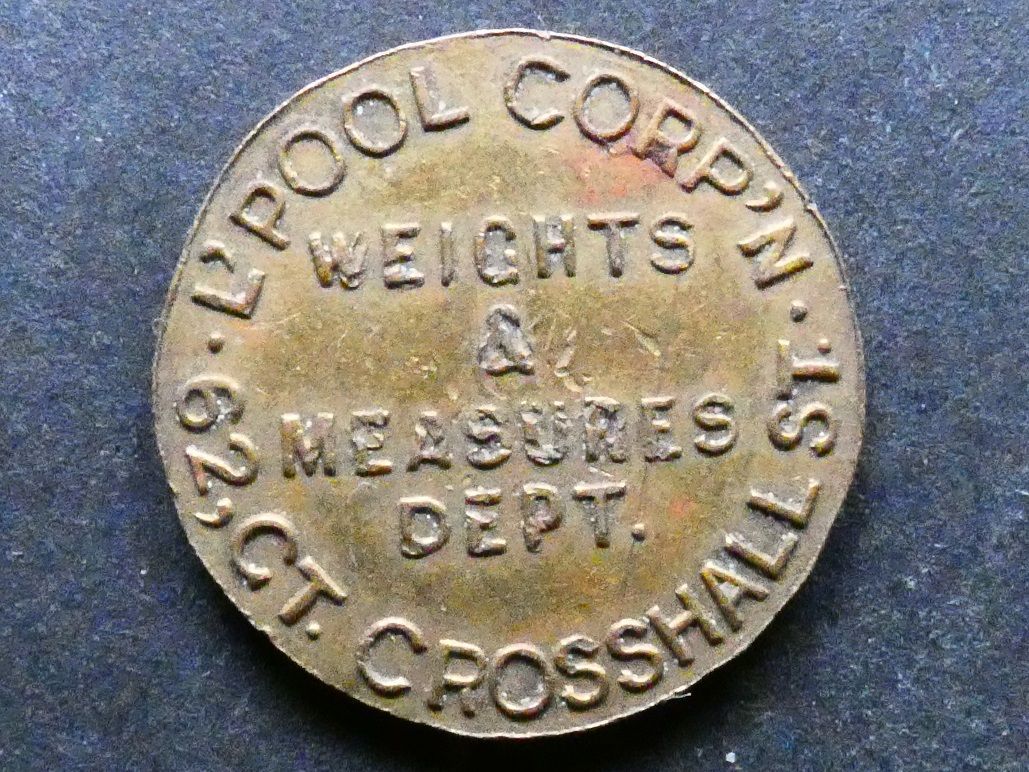 L'POOL CORP'N.
WEIGHTS
&
MEASURES
DEPT.
62, GT. CROSSHALL ST.